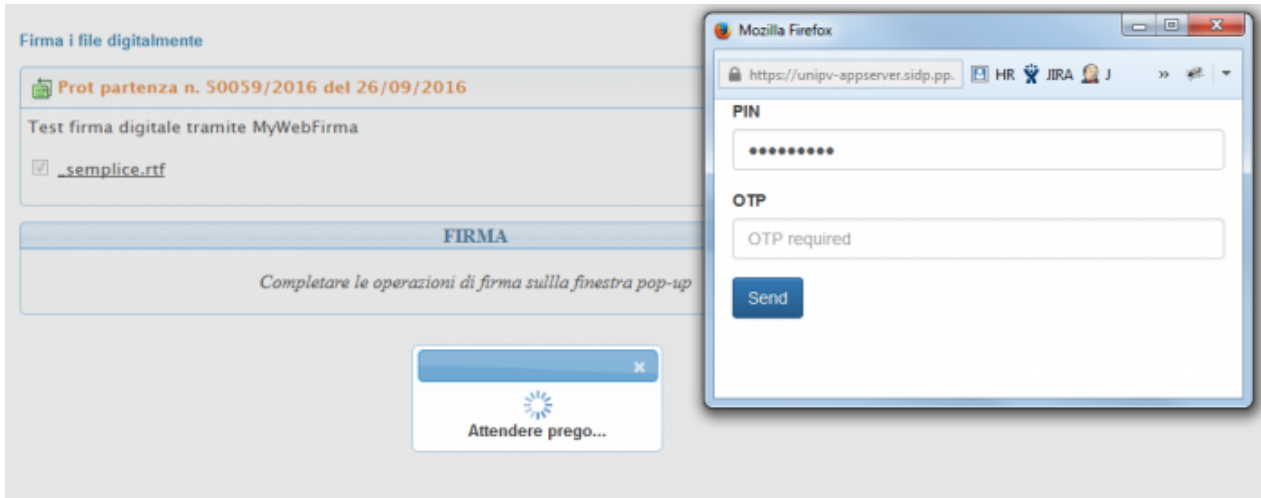 Firma i file digitalmente
Prot partenza n. 50059/2016 del 26/09/2016
Test firma digitale tramite MyWebFirma
_semplice.rtf
FIRMA
Completare le operazioni di firma sullla finestra pop-up
Attendere prego...
Mozilla Firefox
https://unipv-appserver.sidp.pp. HR JIRA J »
PIN
•••••••••
OTP
OTP required
Send